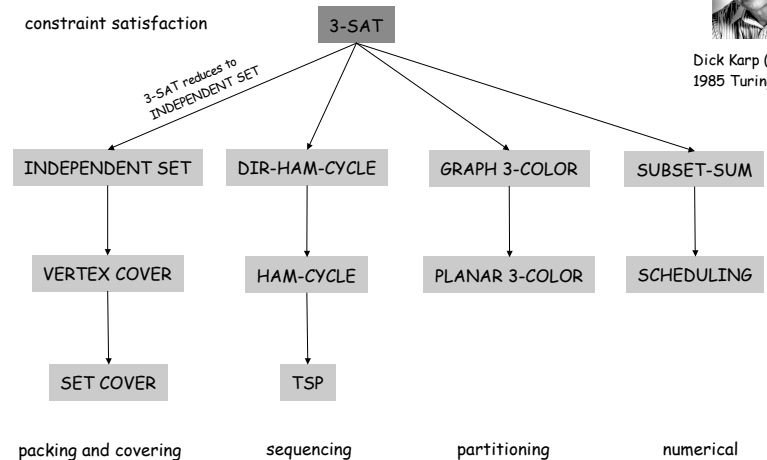 constraint satisfaction
3-SAT
Dick Karp (
1985 Turing
3-SAT reduces to
INDEPENDENT SET
INDEPENDENT SET
DIR-HAM-CYCLE
GRAPH 3-COLOR
SUBSET-SUM
VERTEX COVER
HAM-CYCLE
PLANAR 3-COLOR
SCHEDULING
SET COVER
TSP
packing and covering
sequencing
partitioning
numerical